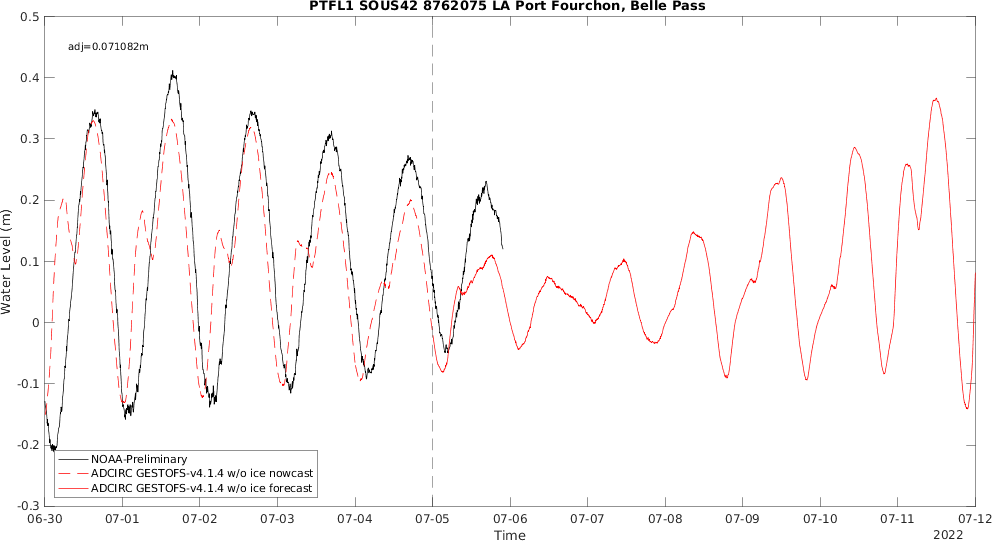 PTFL1 SOUS42 8762075 LA Port Fourchon, Belle Pass
adj=0.071082m
0.5
0.4
0.3
0.2
0.1
0
-0.1
-0.2
-0.3
Water Level (m)
NOAA-Preliminary
ADCIRC GESTOFS-v4.1.4 w/o ice nowcast
ADCIRC GESTOFS-v4.1.4 w/o ice forecast
06-30 07-01 07-02 07-03 07-04 07-05 07-06 07-07 07-08 07-09 07-10 07-11 07-12
Time
2022